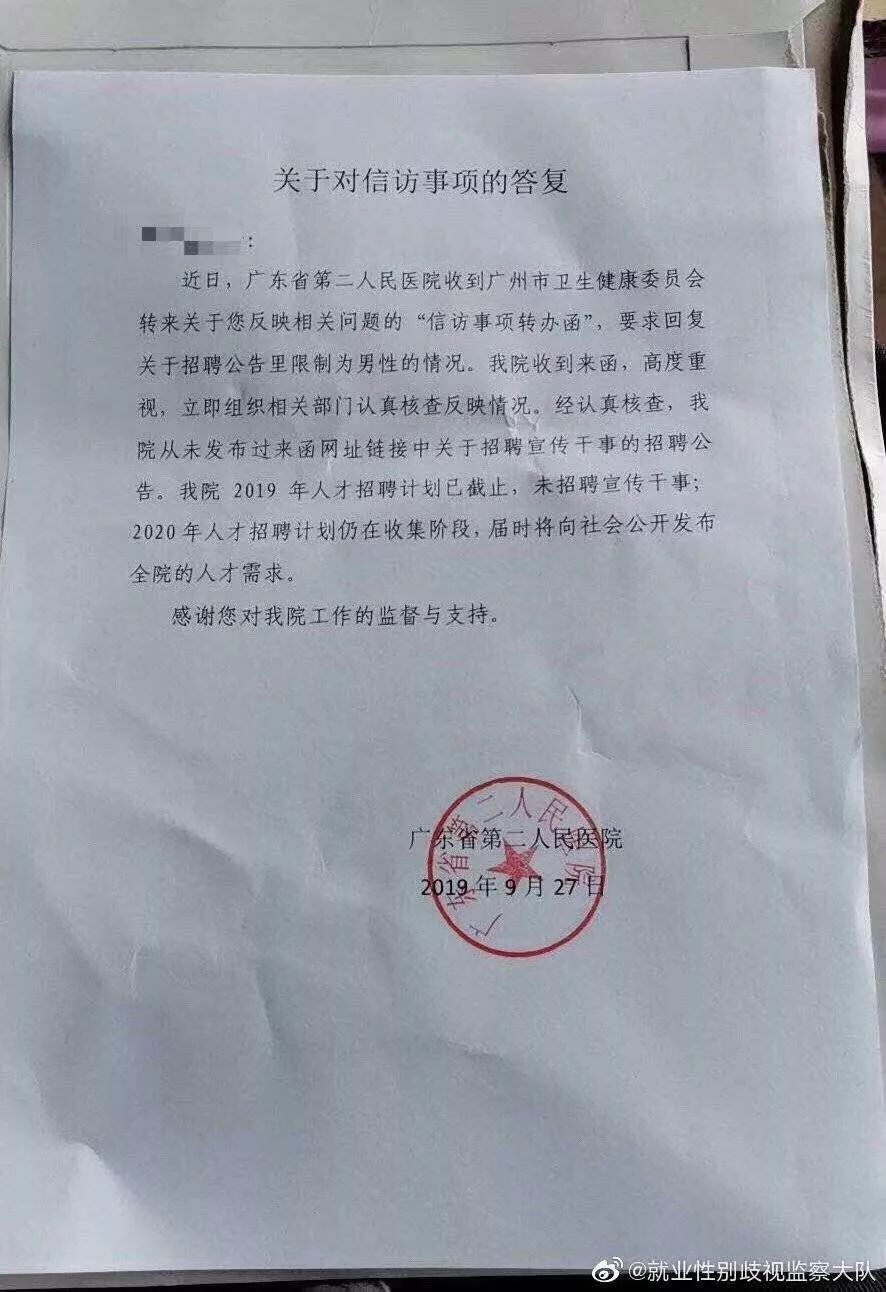 关于对信访事项的答复
：
近日，广东省第二人民医院收到广州市卫生健康委员会
转来关于您反映相关问题的“信访事项转办函”，要求回复
关于招聘公告里限制为男性的情况。我院收到来函，高度重
视，立即组织相关部门认真核查反映情况。经认真核查，我
院从未发布过来函网址链接中关于招聘宣传干事的招聘公
告。我院 2019 年人才招聘计划已截止，未招聘宣传干事；
2020 年人才招聘计划仍在收集阶段，届时将向社会公开发布
全院的人才需求。
感谢您对我院工作的监督与支持。
广东省第二人民医院
2019 年 9 月 27 日
广东省第二人民医院
@就业性别歧视监察大队